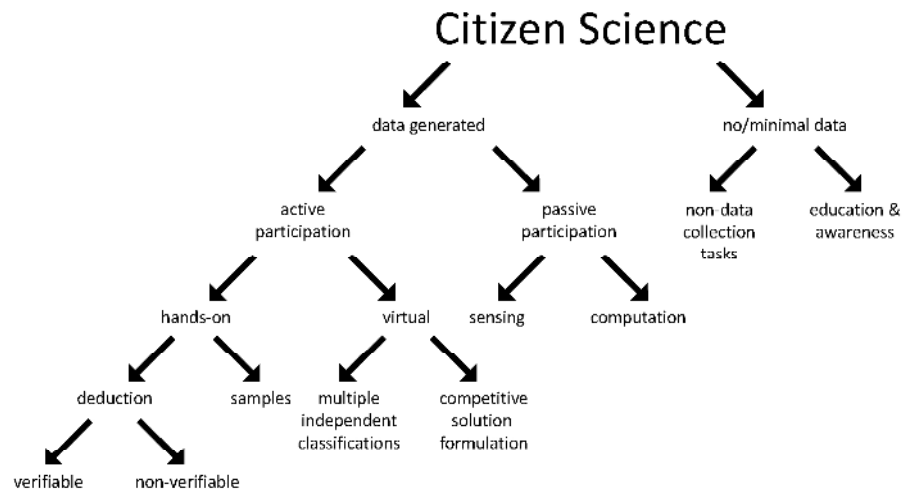 Citizen Science
data generated
no/minimal data
active
participation
passive
participation
non-data
collection
tasks
education &
awareness
hands-on
virtual
sensing
computation
deduction
samples
multiple
independent
classifications
competitive
solution
formulation
verifiable
non-verifiable